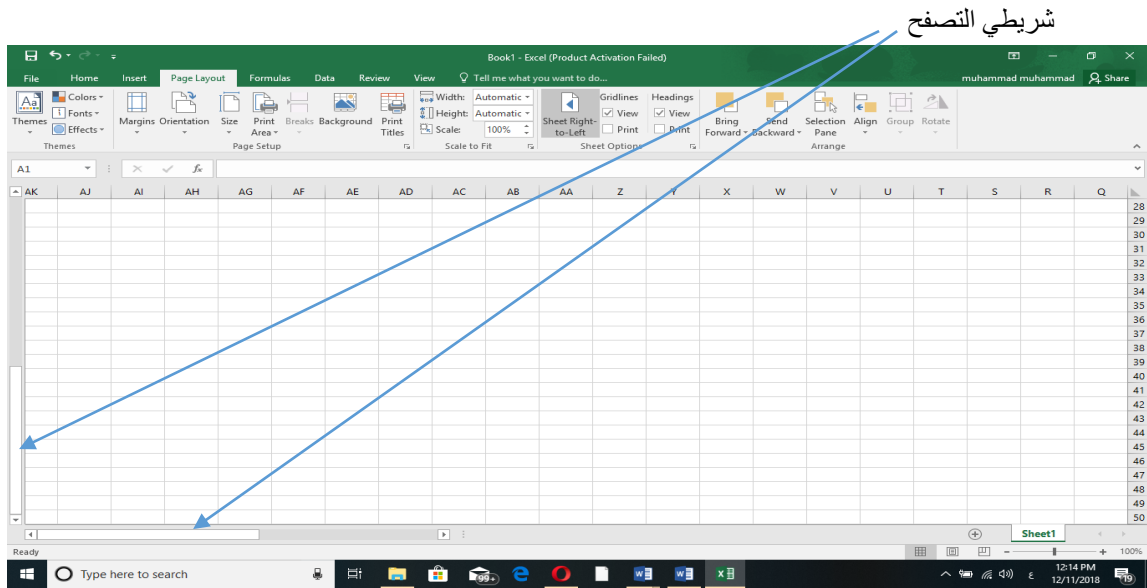 شريطي التصفح
Book1 - Excel (Product Activation Failed)
File Home Insert Page Layout Formulas Data Review View Tell me what you want to do... muhammad muhammad Share
Themes Colors Fonts Effects
Themes
Margins Orientation Size Print Area Breaks Background Print Titles
Page Setup
Width: Automatic
Height: Automatic
Scale: 100%
Scale to Fit
Sheet Right-to-Left
Gridlines View Print
Headings View Print
Sheet Options
Bring Forward Send Backward Selection Pane Align Group Rotate
Arrange
A1 fx
AK AJ AI AH AG AF AE AD AC AB AA Z Y X W V U T S R Q
28
29
30
31
32
33
34
35
36
37
38
39
40
41
42
43
44
45
46
47
48
49
50
Sheet1
Ready 100%
Type here to search 99+ ع 12:14 PM
12/11/2018 19